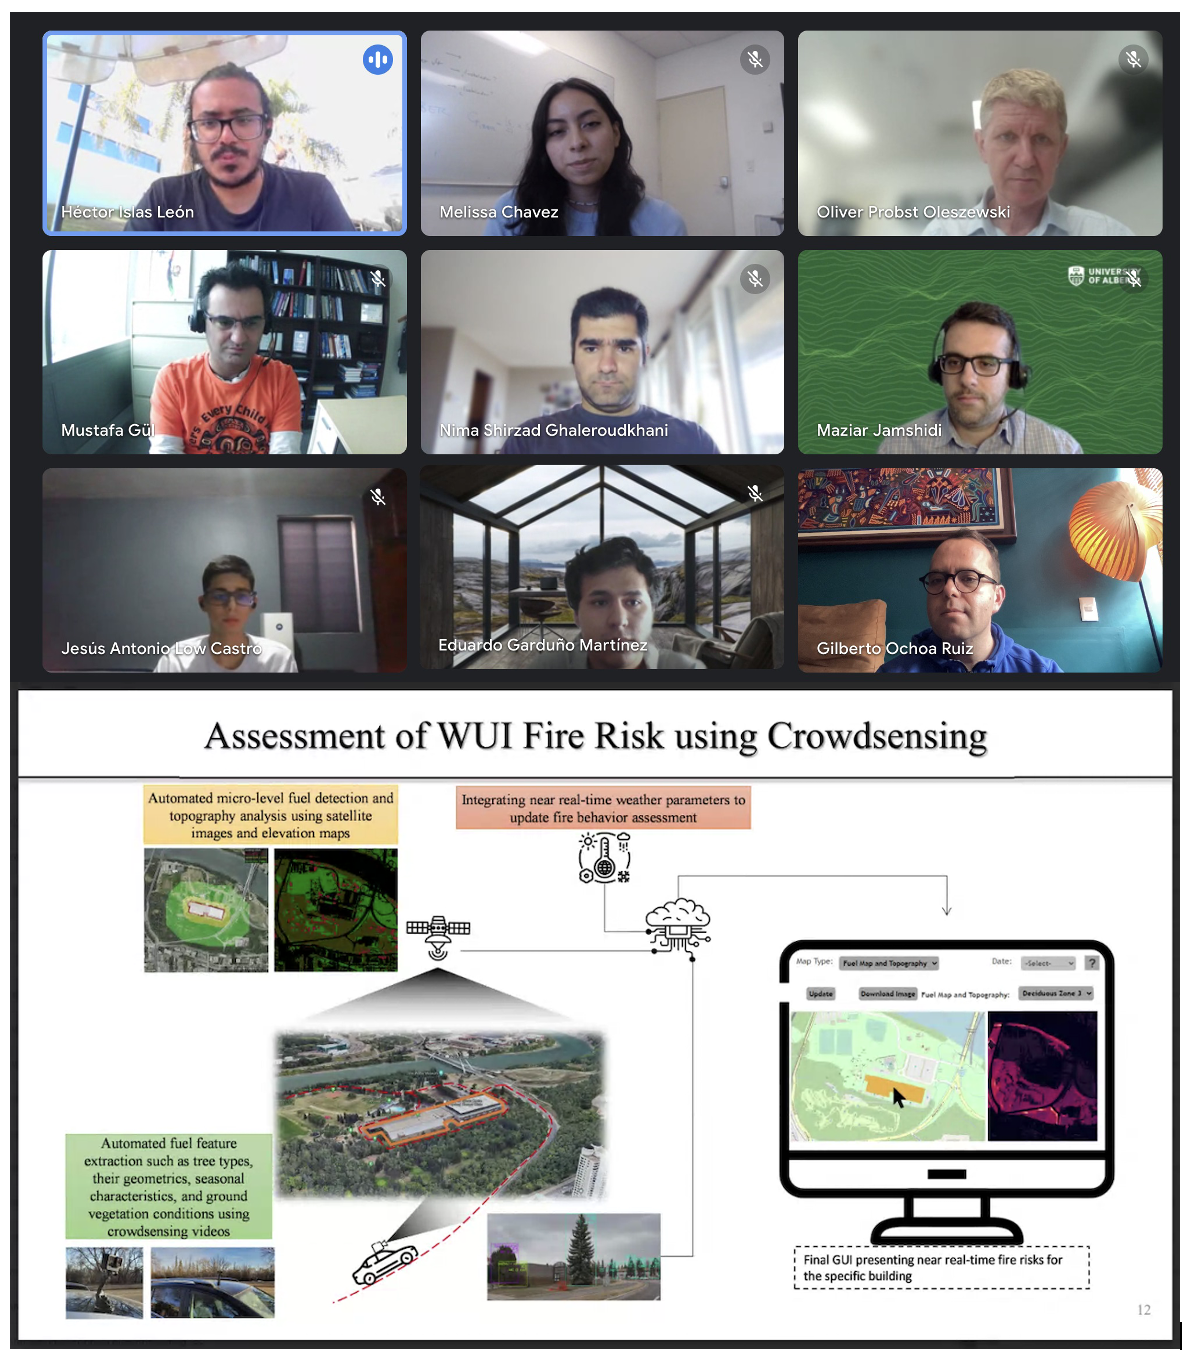 Héctor Islas León
Melissa Chavez
Oliver Probst Oleszewski
Mustafa Gül
Every Child
Nima Shirzad Ghaleroudkhani
UNIVERSITY
OF ALBERTA
Maziar Jamshidi
Jesús Antonio Low Castro
Eduardo Garduño Martínez
Gilberto Ochoa Ruiz
Assessment of WUI Fire Risk using Crowdsensing
Automated micro-level fuel detection and
topography analysis using satellite
images and elevation maps
Integrating near real-time weather parameters to
update fire behavior assessment
Map Type:
Fuel Map and Topography
Date:
-Select-
?
Update
Download Image
Fuel Map and Topography:
Deciduous Zone 3
Automated fuel feature
extraction such as tree types,
their geometrics, seasonal
characteristics, and ground
vegetation conditions using
crowdsensing videos
Final GUI presenting near real-time fire risks for
the specific building
12